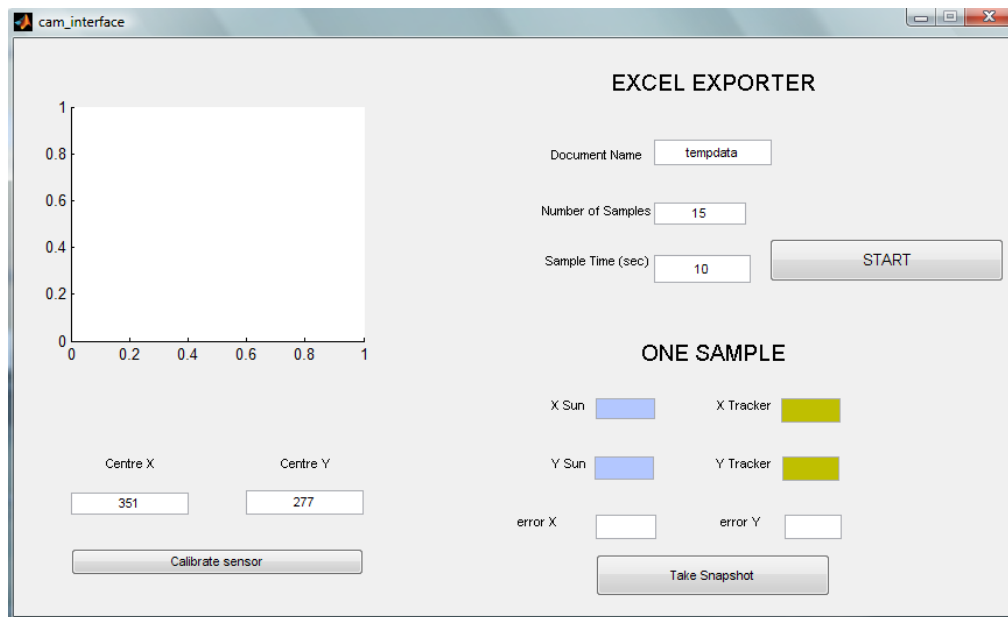 cam_interface
EXCEL EXPORTER
1
0.8
0.6
0.4
0.2
0
0 0.2 0.4 0.6 0.8 1
Document Name tempdata
Number of Samples 15
Sample Time (sec) 10
START
ONE SAMPLE
X Sun X Tracker
Y Sun Y Tracker
error X error Y
Take Snapshot
Centre X Centre Y
351 277
Calibrate sensor